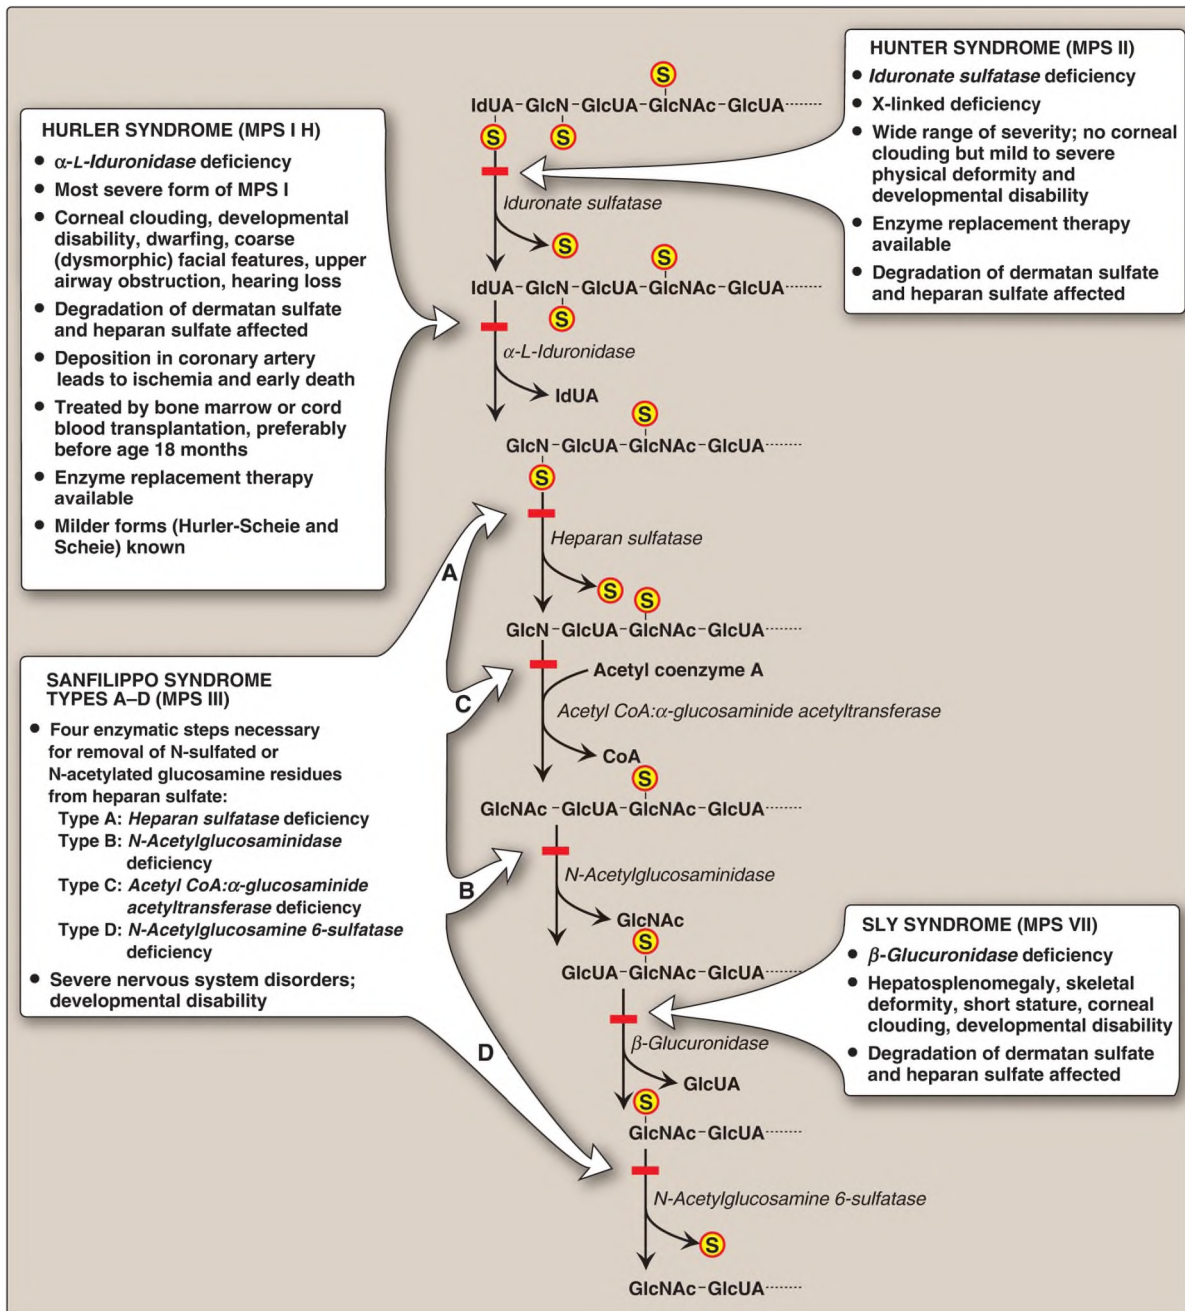 HUNTER SYNDROME (MPS II)
• Iduronate sulfatase deficiency
• X-linked deficiency
• Wide range of severity; no corneal
clouding but mild to severe
physical deformity and
developmental disability
• Enzyme replacement therapy
available
• Degradation of dermatan sulfate
and heparan sulfate affected
HURLER SYNDROME (MPS I H)
• α-L-Iduronidase deficiency
• Most severe form of MPS I
• Corneal clouding, developmental
disability, dwarfing, coarse
(dysmorphic) facial features, upper
airway obstruction, hearing loss
• Degradation of dermatan sulfate
and heparan sulfate affected
• Deposition in coronary artery
leads to ischemia and early death
• Treated by bone marrow or cord
blood transplantation, preferably
before age 18 months
• Enzyme replacement therapy
available
• Milder forms (Hurler-Scheie and
Scheie) known
S
IdUA-GlcN-GlcUA-GlcNAc-GlcUA
S S
Iduronate sulfatase
S
S
IdUA-GlcN-GlcUA-GlcNAc-GlcUA
S
α-L-Iduronidase
IdUA
S
GlcN-GlcUA-GlcNAc-GlcUA
S
Heparan sulfatase
A
S S
GlcN-GlcUA-GlcNAc-GlcUA
Acetyl coenzyme A
C
Acetyl CoA:α-glucosaminide acetyltransferase
CoA
S
GlcNAc-GlcUA-GlcNAc-GlcUA
N-Acetylglucosaminidase
B
GlcNAc
S
GlcUA-GlcNAc-GlcUA
β-Glucuronidase
D
GlcUA
S
GlcNAc-GlcUA
N-Acetylglucosamine 6-sulfatase
S
GlcNAc-GlcUA
SANFILIPPO SYNDROME
TYPES A–D (MPS III)
• Four enzymatic steps necessary
for removal of N-sulfated or
N-acetylated glucosamine residues
from heparan sulfate:
Type A: Heparan sulfatase deficiency
Type B: N-Acetylglucosaminidase
deficiency
Type C: Acetyl CoA:α-glucosaminide
acetyltransferase deficiency
Type D: N-Acetylglucosamine 6-sulfatase
deficiency
• Severe nervous system disorders;
developmental disability
SLY SYNDROME (MPS VII)
• β-Glucuronidase deficiency
• Hepatosplenomegaly, skeletal
deformity, short stature, corneal
clouding, developmental disability
• Degradation of dermatan sulfate
and heparan sulfate affected